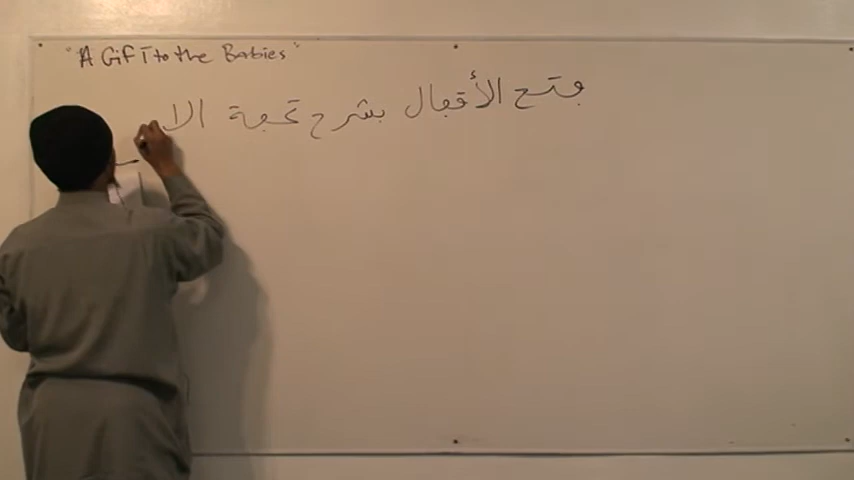 "A Gift to the Babies"
فتح الأقفال بشرح تحفة الا